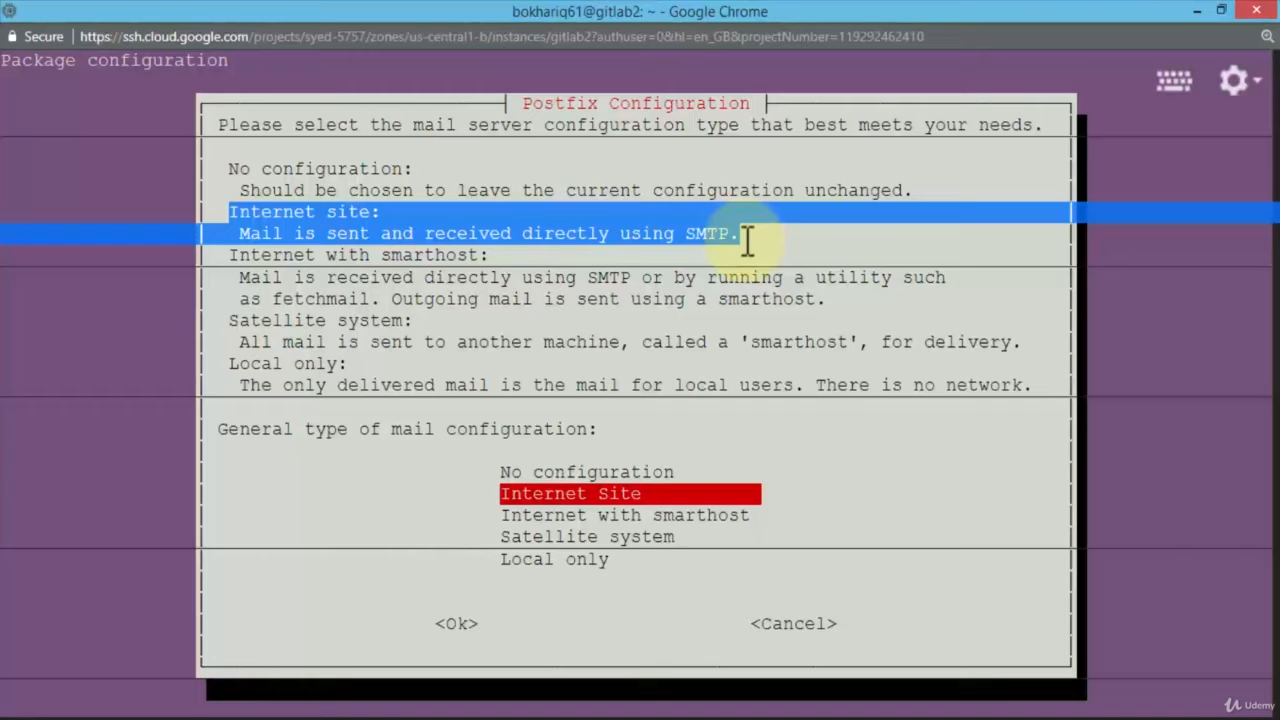 bokhariq61@gitlab2: ~ - Google Chrome
Secure https://ssh.cloud.google.com/projects/syed-5757/zones/us-central1-b/instances/gitlab2?authuser=0&hl=en_GB&projectNumber=119292462410
Package configuration
Postfix Configuration
Please select the mail server configuration type that best meets your needs.
No configuration:
Should be chosen to leave the current configuration unchanged.
Internet site:
Mail is sent and received directly using SMTP.
Internet with smarthost:
Mail is received directly using SMTP or by running a utility such
as fetchmail. Outgoing mail is sent using a smarthost.
Satellite system:
All mail is sent to another machine, called a 'smarthost', for delivery.
Local only:
The only delivered mail is the mail for local users. There is no network.
General type of mail configuration:
No configuration
Internet Site
Internet with smarthost
Satellite system
Local only
<Ok> <Cancel>
Udemy